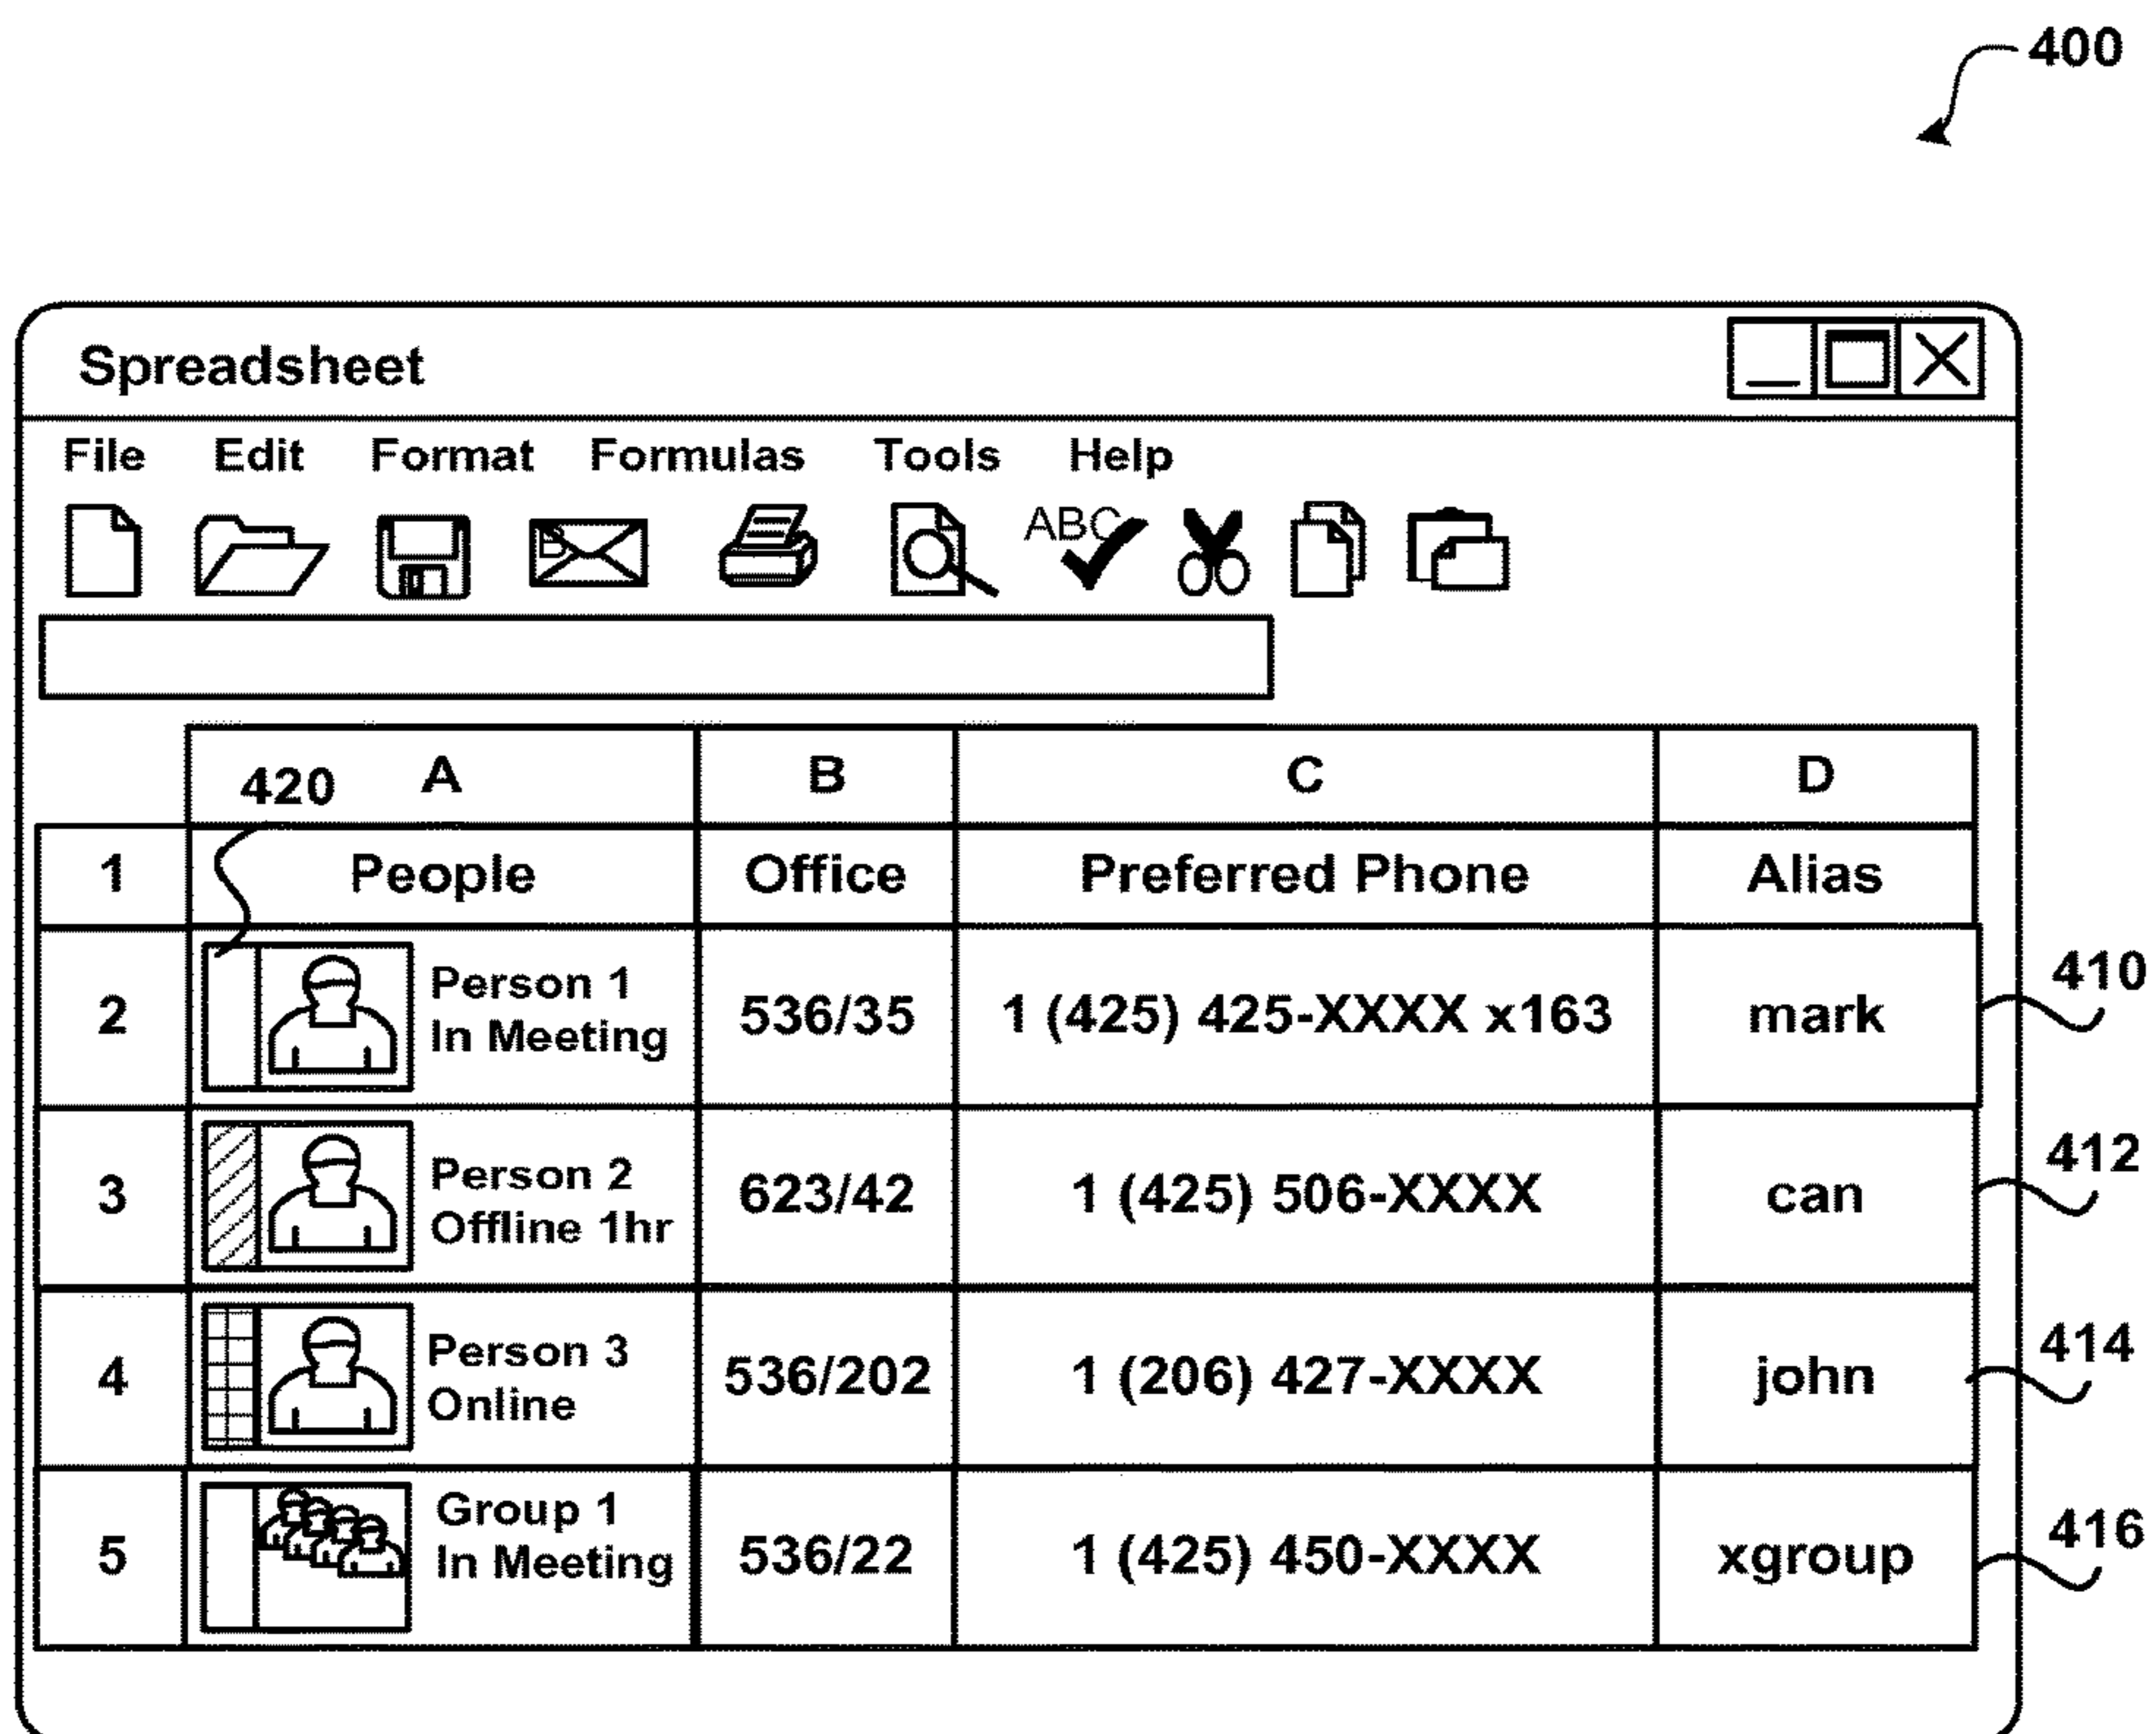 400
Spreadsheet
File Edit Format Formulas Tools Help
B
ABC
420 A B C D
1 People Office Preferred Phone Alias
2 Person 1 In Meeting 536/35 1 (425) 425-XXXX x163 mark 410
3 Person 2 Offline 1hr 623/42 1 (425) 506-XXXX can 412
4 Person 3 Online 536/202 1 (206) 427-XXXX john 414
5 Group 1 In Meeting 536/22 1 (425) 450-XXXX xgroup 416